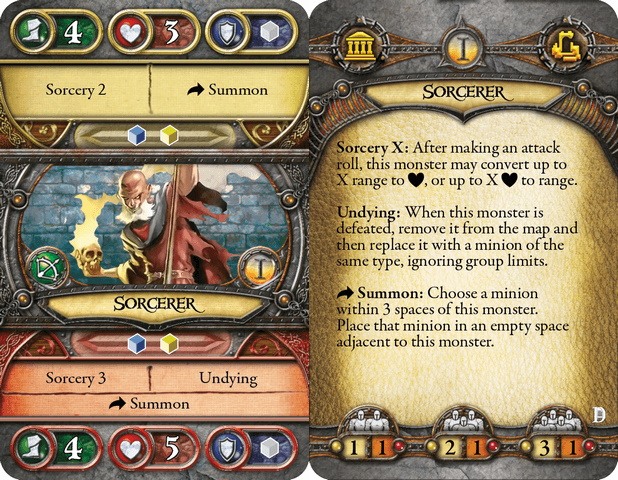 4 3
Sorcery 2 Summon
I
SORCERER
Sorcery 3 Undying
Summon
4 5
I
SORCERER
Sorcery X: After making an attack
roll, this monster may convert up to
X range to ♥, or up to X ♥ to range.
Undying: When this monster is
defeated, remove it from the map and
then replace it with a minion of the
same type, ignoring group limits.
Summon: Choose a minion
within 3 spaces of this monster.
Place that minion in an empty space
adjacent to this monster.
D
1 1 2 1 3 1